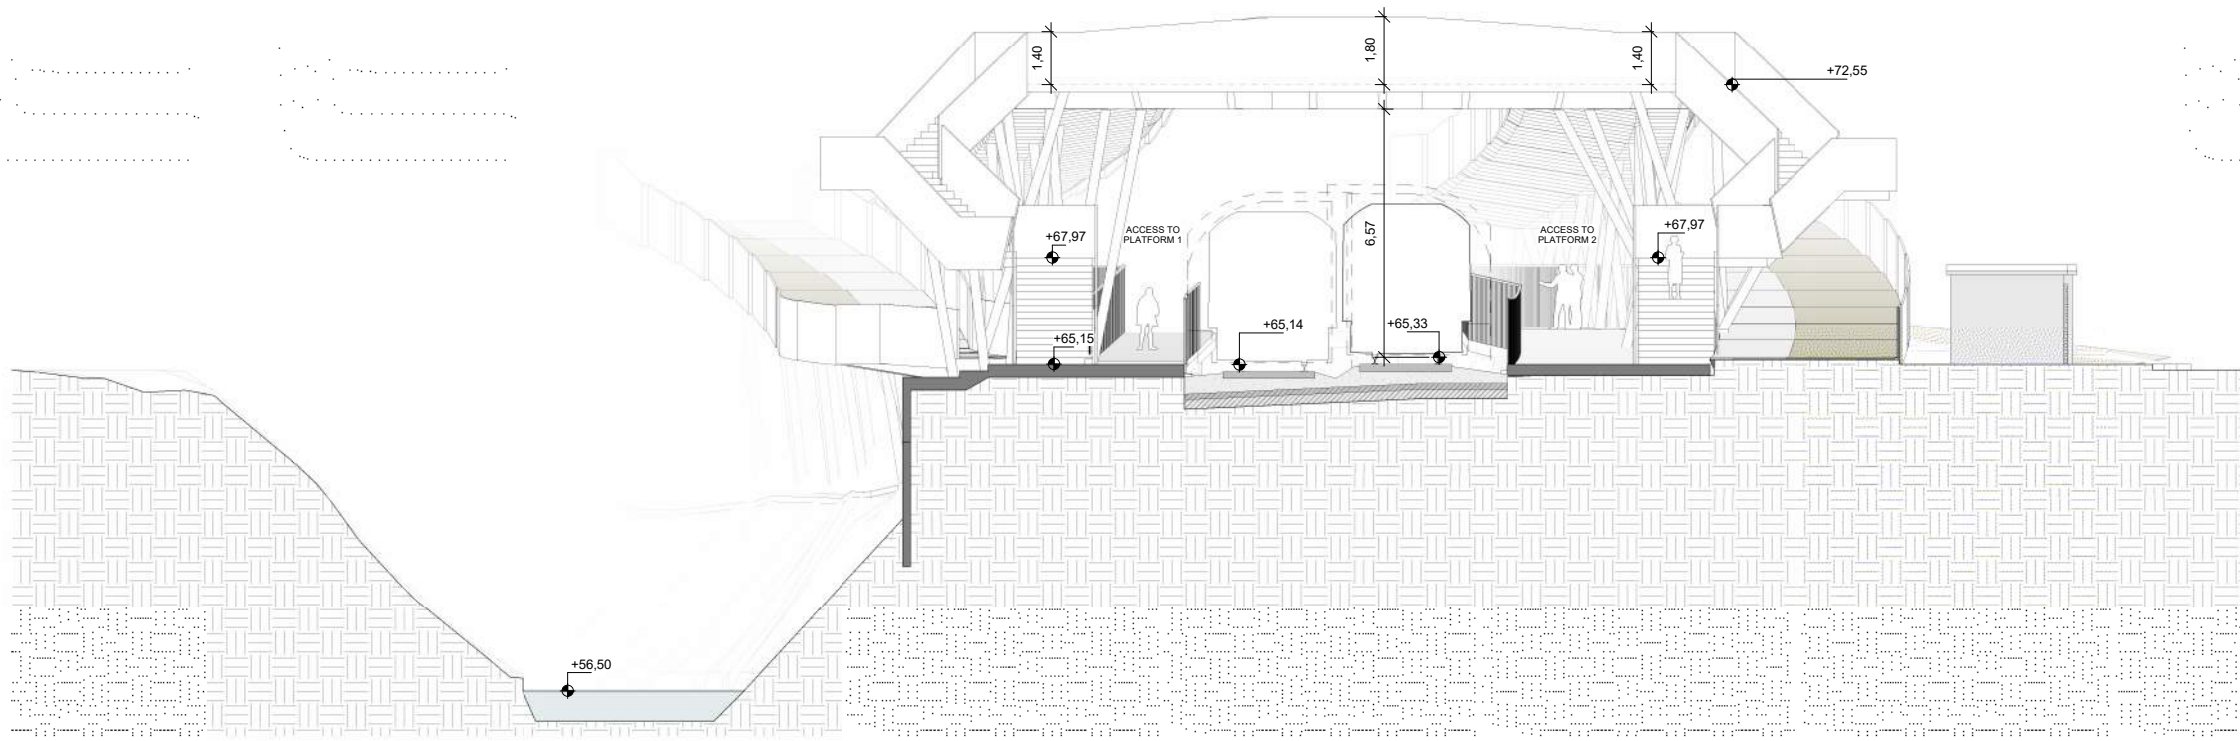 1,40
1,80
1,40
+72,55
ACCESS TO
PLATFORM 1
ACCESS TO
PLATFORM 2
+67,97
6,57
+67,97
+65,15
+65,14
+65,33
+56,50